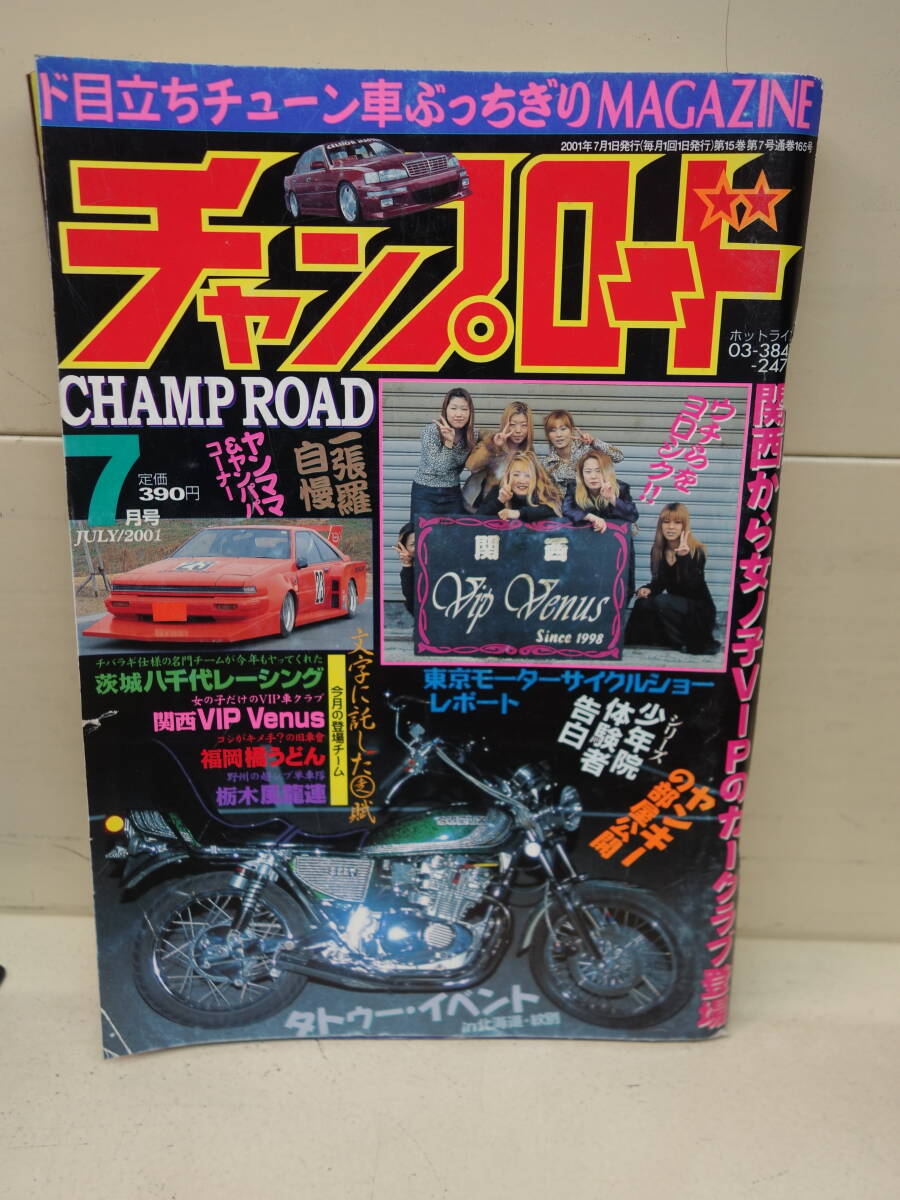 ド目立ちチューン車ぶっちぎりMAGAZINE
2001年7月1日発行(毎月1回1日発行)第15巻第7号通巻165号
チャンプロード
ホットライン
03-384
-247
CHAMP ROAD
7
月号
定価
390円
JULY/2001
ヤンママ
&ヤンパパ
コーナー
一張羅
自慢
ウチらを
ヨロシク!!
関西
Vip Venus
Since 1998
関西から女ノ子VIPのカークラブ登場
23
チバラギ仕様の名門チームが今年もやってくれた
茨城八千代レーシング
女の子だけのVIP車クラブ
関西VIP Venus
コシがキメ手?の旧車會
福岡橘うどん
野州の超シブ単車隊
栃木風龍連
今月の登場チーム
文字に託した走賦
東京モーターサイクルショー
レポート
シリーズ
少年院
体験者
告白
ヤンキー
の部屋公開
タトゥー・イベント
in北海道・紋別